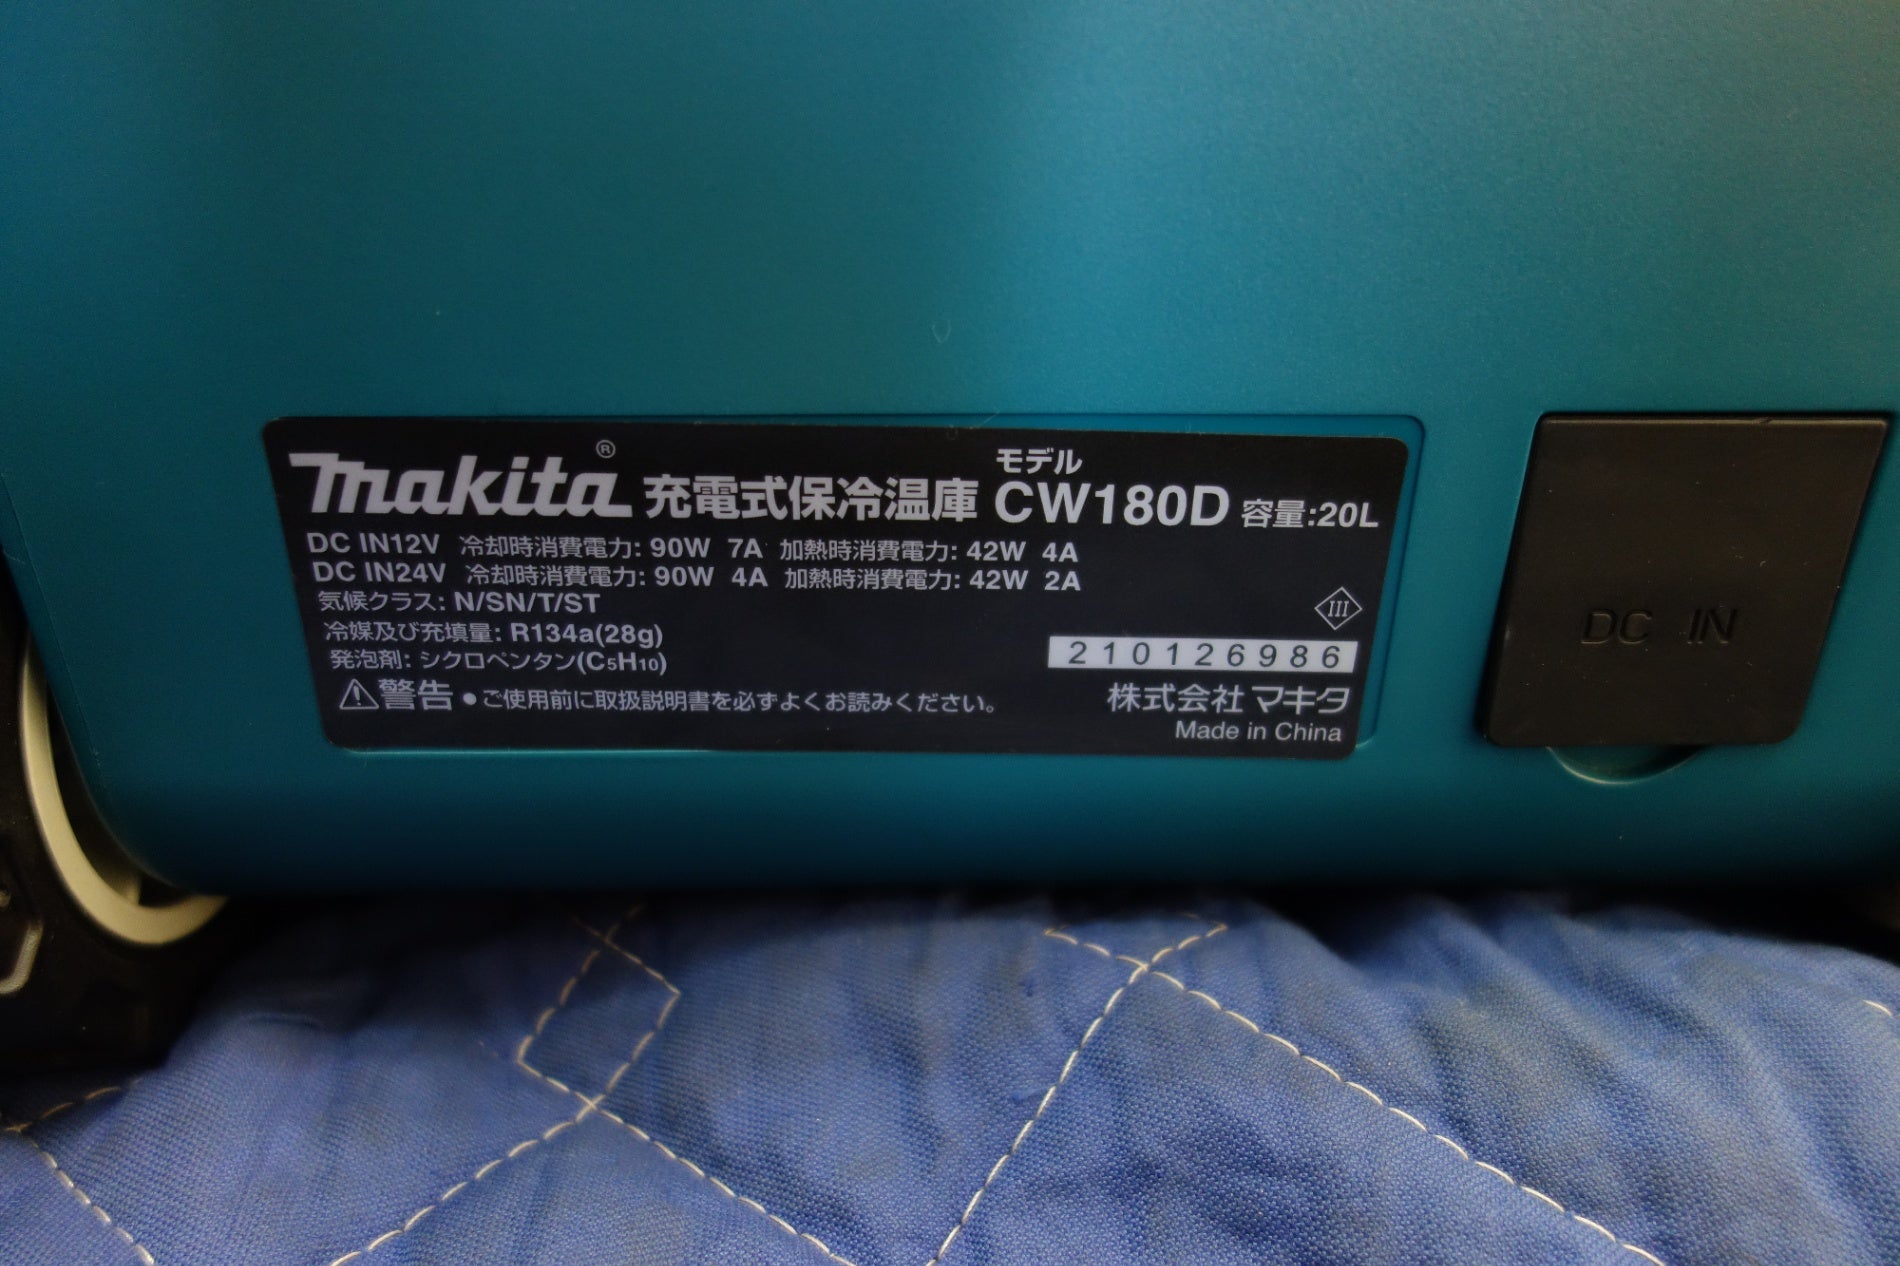 makita® 充電式保冷温庫 モデル CW180D 容量:20L
DC IN12V 冷却時消費電力: 90W 7A 加熱時消費電力: 42W 4A
DC IN24V 冷却時消費電力: 90W 4A 加熱時消費電力: 42W 2A
気候クラス: N/SN/T/ST
冷媒及び充填量: R134a(28g)
発泡剤: シクロペンタン(C₅H₁₀)
⚠警告 ●ご使用前に取扱説明書を必ずよくお読みください。
III
210126986
株式会社 マキタ
Made in China
DC IN